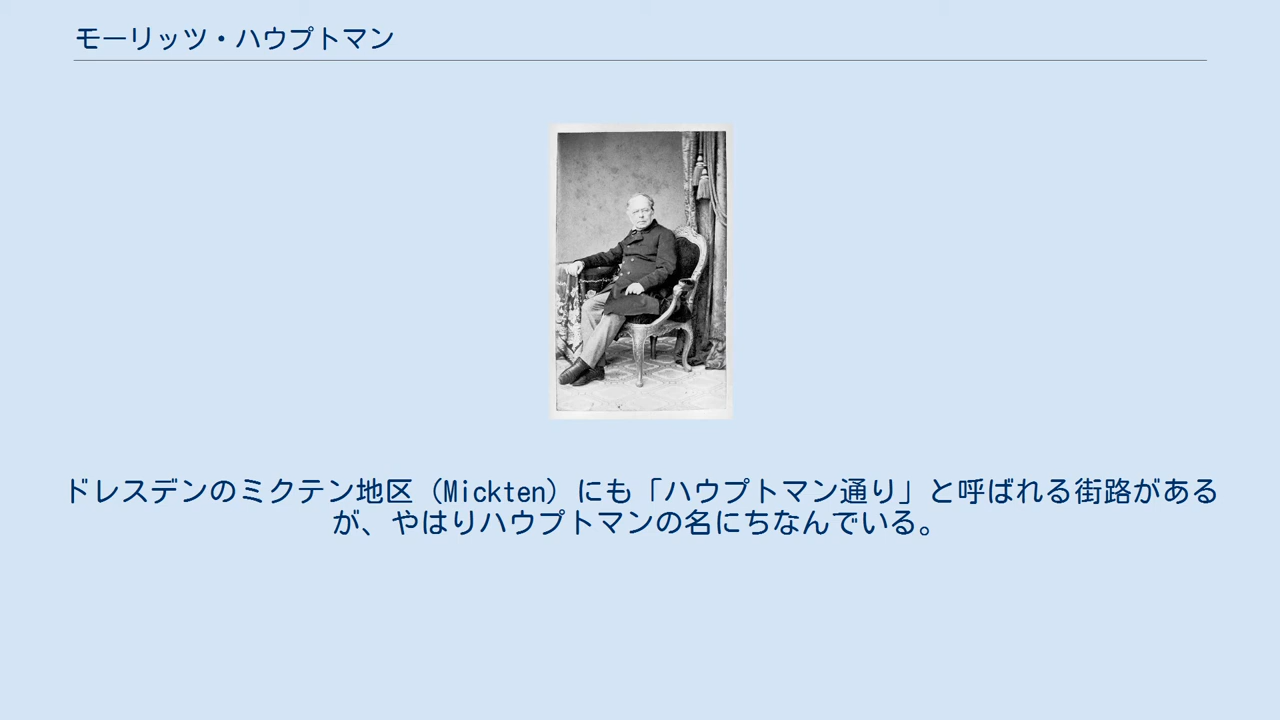 モーリッツ・ハウプトマン
ドレスデンのミクテン地区（Mickten）にも「ハウプトマン通り」と呼ばれる街路がある
が、やはりハウプトマンの名にちなんでいる。